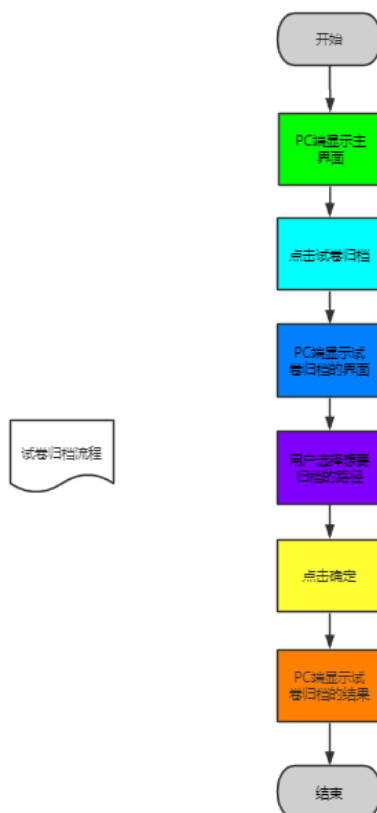 开始
PC端显示主
界面
点击试卷归档
PC端显示试
卷归档的界面
试卷归档流程
用户选择想要
归档的路径
点击确定
PC端显示试
卷归档的结果
结束